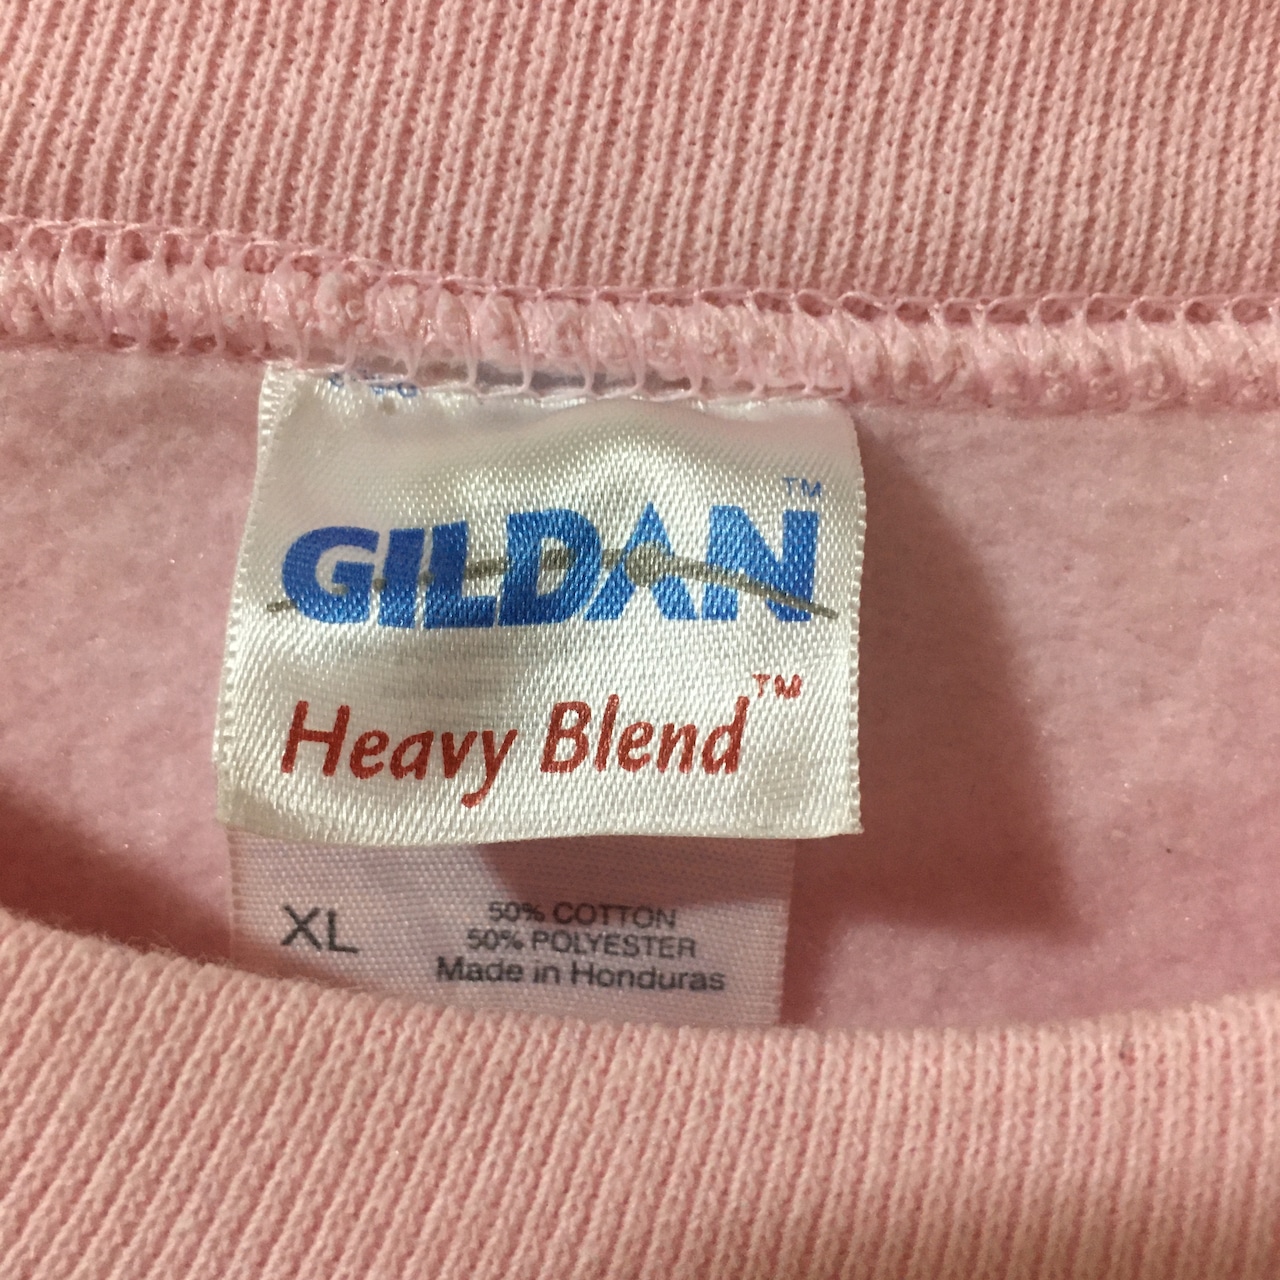 GILDAN™
Heavy Blend™
XL
50% COTTON
50% POLYESTER
Made in Honduras